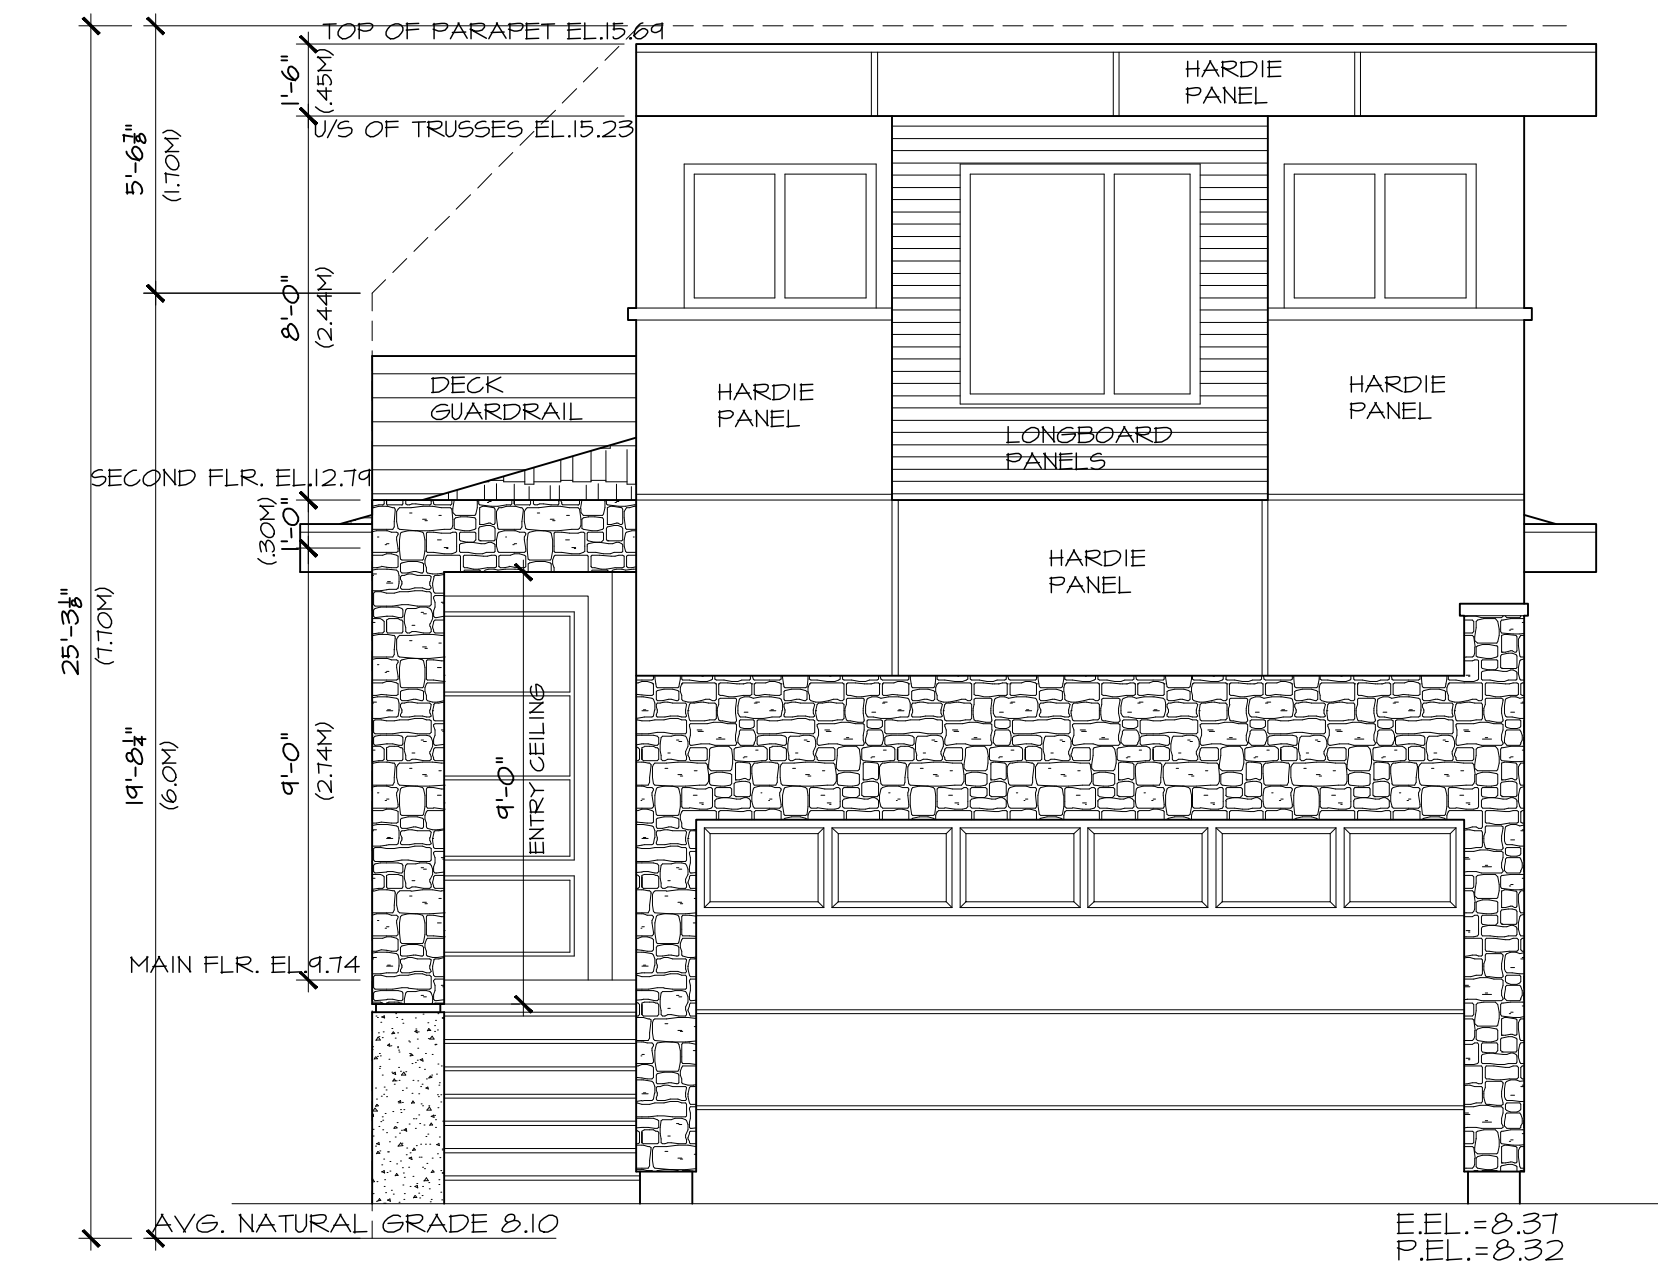 TOP OF PARAPET EL.15.69
1'-6"
(.45M)
HARDIE
PANEL
U/S OF TRUSSES EL.15.23
5'-6⅞"
(1.70M)
8'-0"
(2.44M)
DECK
GUARDRAIL
HARDIE
PANEL
HARDIE
PANEL
LONGBOARD
PANELS
SECOND FLR. EL.12.79
1'-0"
(.30M)
HARDIE
PANEL
25'-3⅛"
(7.70M)
19'-8¼"
(6.0M)
9'-0"
(2.74M)
9'-0"
ENTRY CEILING
MAIN FLR. EL.9.74
AVG. NATURAL GRADE 8.10
E.EL.=8.37
P.EL.=8.32